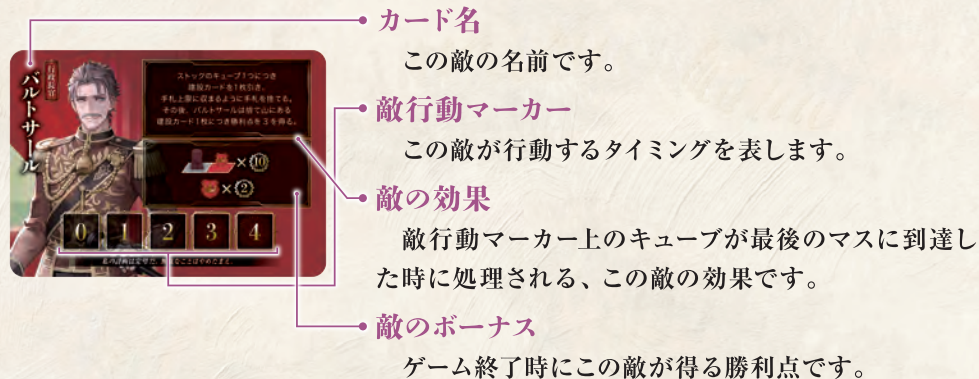 カード名
この敵の名前です。
行政長官
バルトサール
ストックのキューブ1つにつき
建設カードを1枚引き、
手札上限に収まるように手札を捨てる。
その後、バルトサールは捨て山にある
建設カード1枚につき勝利点を3を得る。
×10
×2
0 1 2 3 4
敵行動マーカー
この敵が行動するタイミングを表します。
敵の効果
敵行動マーカー上のキューブが最後のマスに到達し
た時に処理される、この敵の効果です。
敵のボーナス
ゲーム終了時にこの敵が得る勝利点です。